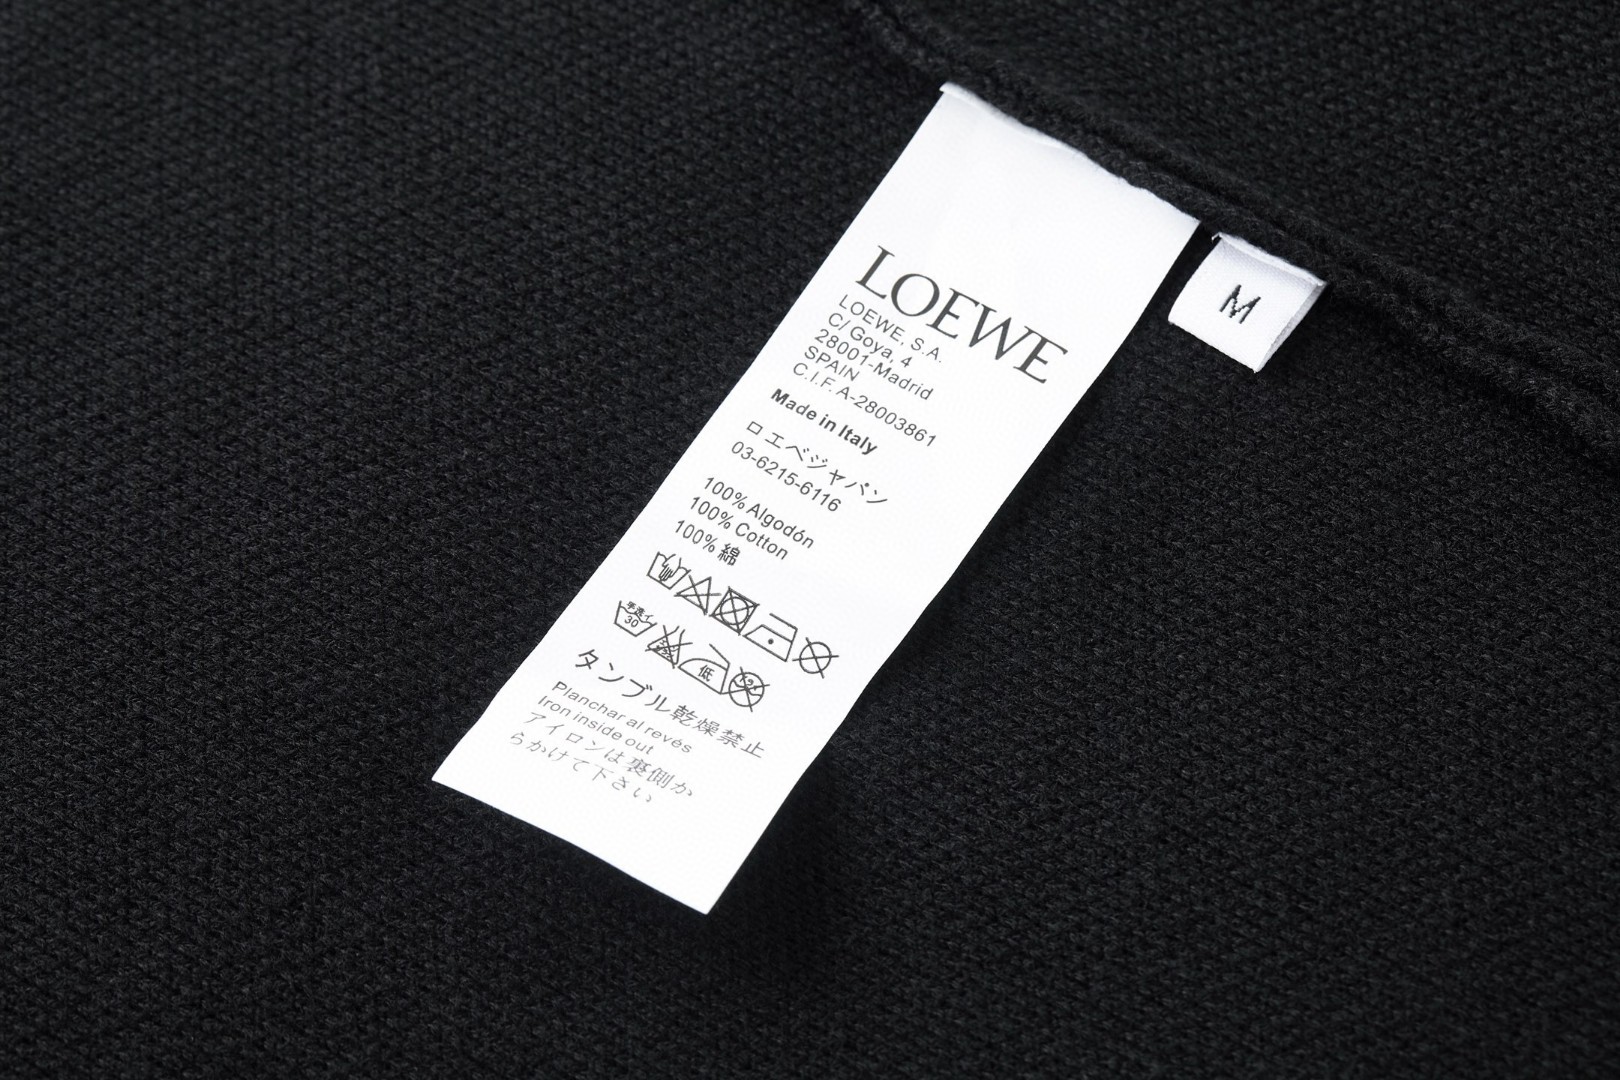 LOEWE
LOEWE, S.A.
C/ Goya, 4
28001-Madrid
SPAIN
C.I.F. A-28003861
Made in Italy
ロエベジャパン
03-6215-6116
100% Algodón
100% Cotton
100% 綿
手洗イ
30
低
タンブル乾燥禁止
Planchar al revés
Iron inside out
アイロンは裏側か
らかけて下さい
M